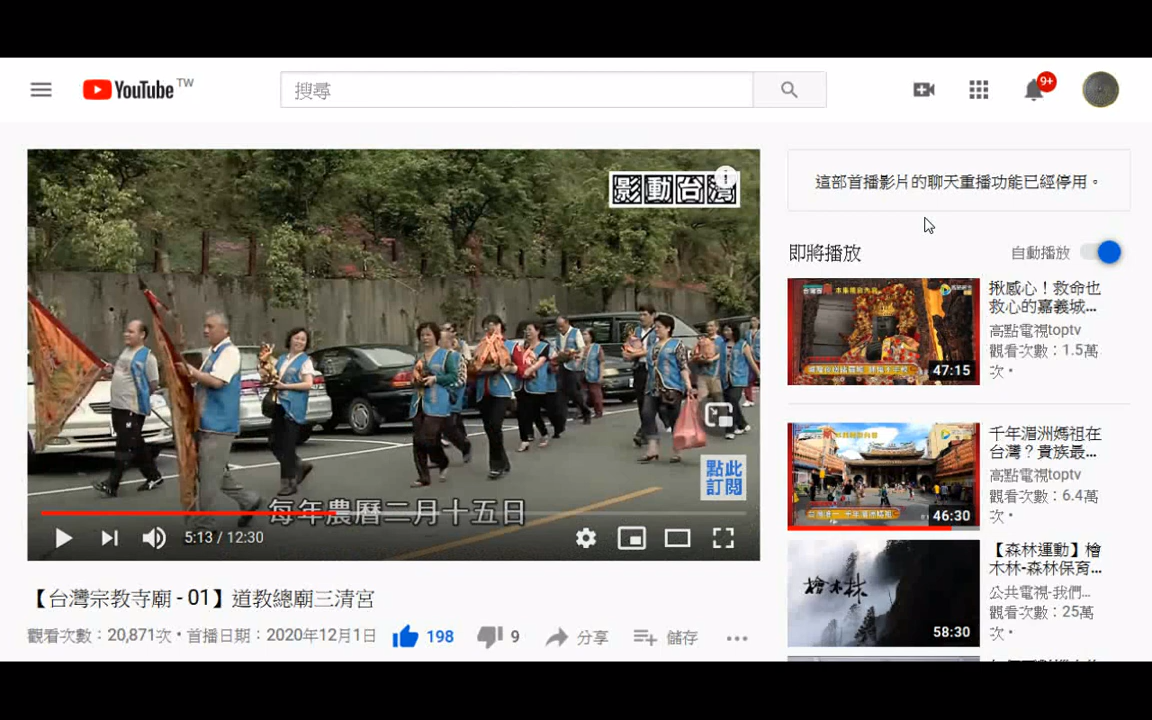 YouTube TW
搜尋
9+
影動台灣
點此
訂閱
每年農曆二月十五日
5:13 / 12:30
【台灣宗教寺廟 - 01】道教總廟三清宮
觀看次數：20,871次 • 首播日期：2020年12月1日
198
9
分享
儲存
這部首播影片的聊天重播功能已經停用。
即將播放
自動播放
47:15
揪感心！救命也
救心的嘉義城...
高點電視toptv
觀看次數：1.5萬
次 •
46:30
千年湄洲媽祖在
台灣？貴族最...
高點電視toptv
觀看次數：6.4萬
次 •
檜木林
58:30
【森林運動】檜
木林-森林保育...
公共電視-我們...
觀看次數：25萬
次 •